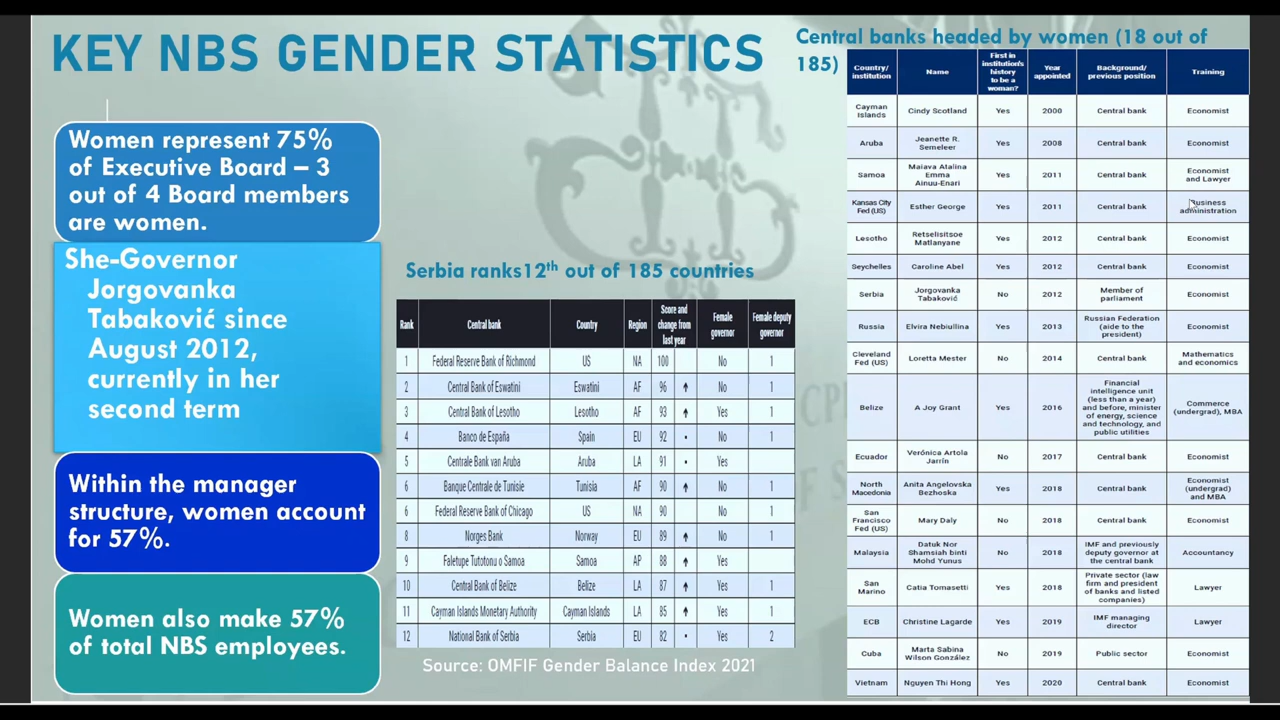 KEY NBS GENDER STATISTICS
Women represent 75%
of Executive Board – 3
out of 4 Board members
are women.
She-Governor
Jorgovanka
Tabaković since
August 2012,
currently in her
second term
Within the manager
structure, women account
for 57%.
Women also make 57%
of total NBS employees.
Serbia ranks12th out of 185 countries
Rank Central bank Country Region Score and change from last year Female governor Female deputy governor
1 Federal Reserve Bank of Richmond US NA 100 No 1
2 Central Bank of Eswatini Eswatini AF 96 ↑ No 1
3 Central Bank of Lesotho Lesotho AF 93 ↑ Yes 1
4 Banco de España Spain EU 92 • No 1
5 Centrale Bank van Aruba Aruba LA 91 • Yes
6 Banque Centrale de Tunisie Tunisia AF 90 ↑ No 1
6 Federal Reserve Bank of Chicago US NA 90 No 1
8 Norges Bank Norway EU 89 ↑ No 1
9 Faletupe Tutotonu o Samoa Samoa AP 88 ↑ Yes
10 Central Bank of Belize Belize LA 87 ↑ Yes 1
11 Cayman Islands Monetary Authority Cayman Islands LA 85 ↑ Yes 1
12 National Bank of Serbia Serbia EU 82 • Yes 2
Source: OMFIF Gender Balance Index 2021
Central banks headed by women (18 out of
185)
Country/ institution Name First in institution's history to be a woman? Year appointed Background/ previous position Training
Cayman Islands Cindy Scotland Yes 2000 Central bank Economist
Aruba Jeanette R. Semeleer Yes 2008 Central bank Economist
Samoa Maiava Atalina Emma Ainuu-Enari Yes 2011 Central bank Economist and Lawyer
Kansas City Fed (US) Esther George Yes 2011 Central bank Business administration
Lesotho Retselisitsoe Matlanyane Yes 2012 Central bank Economist
Seychelles Caroline Abel Yes 2012 Central bank Economist
Serbia Jorgovanka Tabaković No 2012 Member of parliament Economist
Russia Elvira Nebiullina Yes 2013 Russian Federation (aide to the president) Economist
Cleveland Fed (US) Loretta Mester No 2014 Central bank Mathematics and economics
Belize A Joy Grant Yes 2016 Financial intelligence unit (less than a year) and before, minister of energy, science and technology, and public utilities Commerce (undergrad), MBA
Ecuador Verónica Artola Jarrín No 2017 Central bank Economist
North Macedonia Anita Angelovska Bezhoska Yes 2018 Central bank Economist (undergrad) and MBA
San Francisco Fed (US) Mary Daly No 2018 Central bank Economist
Malaysia Datuk Nor Shamsiah binti Mohd Yunus No 2018 IMF and previously deputy governor at the central bank Accountancy
San Marino Catia Tomasetti Yes 2018 Private sector (law firm and president of banks and listed companies) Lawyer
ECB Christine Lagarde Yes 2019 IMF managing director Lawyer
Cuba Marta Sabina Wilson González No 2019 Public sector Economist
Vietnam Nguyen Thi Hong Yes 2020 Central bank Economist